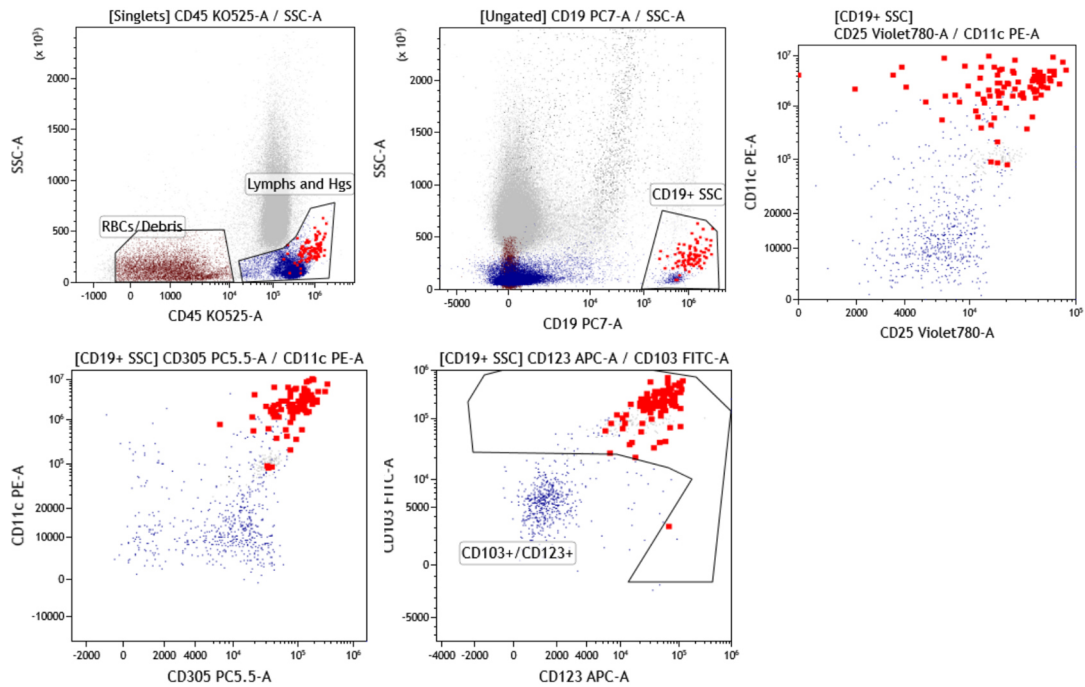 [Singlets] CD45 KO525-A / SSC-A
(x 10³)
2000
1500
1000
500
0
SSC-A
Lymphs and Hgs
RBCs/Debris
-1000 0 1000 10⁴ 10⁵ 10⁶
CD45 KO525-A
[Ungated] CD19 PC7-A / SSC-A
(x 10³)
2000
1500
1000
500
0
SSC-A
CD19+ SSC
-5000 0 10⁴ 10⁵ 10⁶
CD19 PC7-A
[CD19+ SSC]
CD25 Violet780-A / CD11c PE-A
10⁷
10⁶
10⁵
20000
10000
0
CD11c PE-A
0 2000 4000 10⁴ 10⁵
CD25 Violet780-A
[CD19+ SSC] CD305 PC5.5-A / CD11c PE-A
10⁷
10⁶
10⁵
20000
10000
0
-10000
CD11c PE-A
-2000 0 2000 4000 10⁴ 10⁵ 10⁶
CD305 PC5.5-A
[CD19+ SSC] CD123 APC-A / CD103 FITC-A
10⁵
10⁴
5000
0
-5000
CD103 FITC-A
CD103+/CD123+
-4000 -2000 0 2000 4000 10⁴ 10⁵ 10⁶
CD123 APC-A